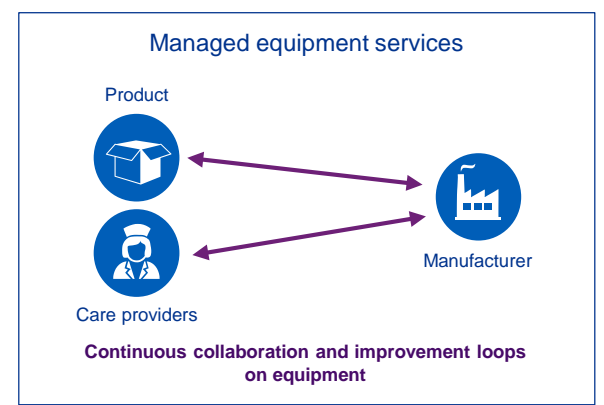 Managed equipment services
Product
Manufacturer
Care providers
Continuous collaboration and improvement loops
on equipment